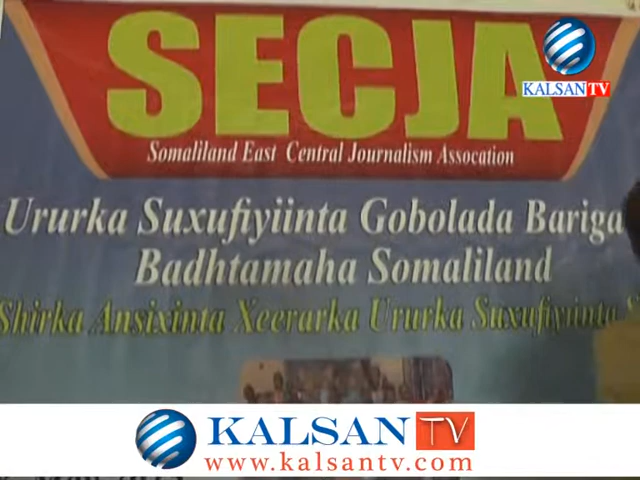 SECJA
KALSAN TV
Somaliland East Central Journalism Assocation
Ururka Suxufiyiinta Gobolada Bariga
Badhtamaha Somaliland
Shirka Ansixinta Xeerarka Ururka Suxufiyiinta
KALSAN TV
www.kalsantv.com